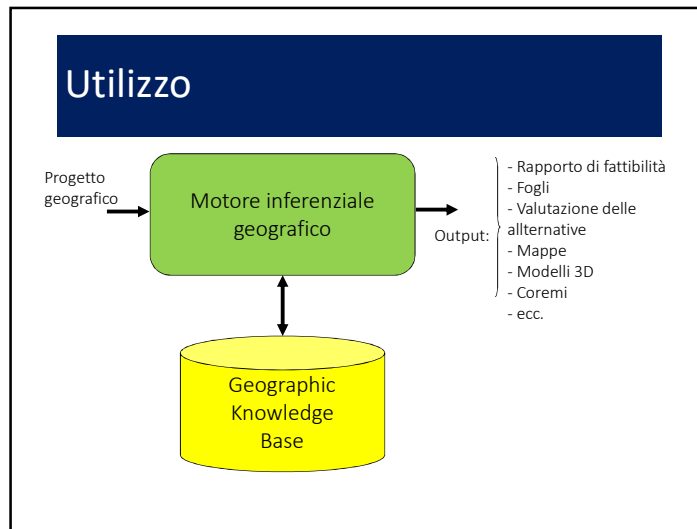 Utilizzo
Progetto
geografico
Motore inferenziale
geografico
Output:
- Rapporto di fattibilità
- Fogli
- Valutazione delle
allternative
- Mappe
- Modelli 3D
- Coremi
- ecc.
Geographic
Knowledge
Base